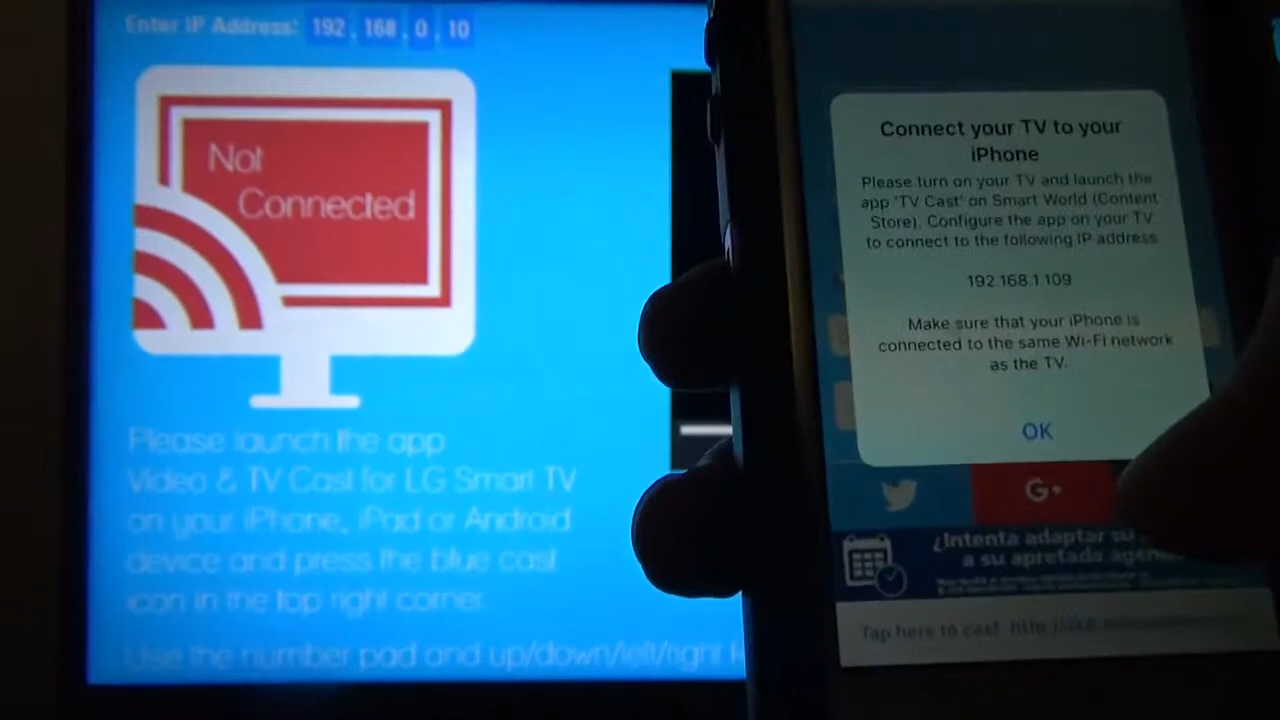 Enter IP Address: 192 . 168 . 0 . 10
Not
Connected
Please launch the app
Video & TV Cast for LG Smart TV
on your iPhone, iPad or Android
device and press the blue cast
icon in the top right corner.
Use the number pad and up/down/left/right
Connect your TV to your
iPhone
Please turn on your TV and launch the
app 'TV Cast' on Smart World (Content
Store). Configure the app on your TV
to connect to the following IP address
192.168.1.109
Make sure that your iPhone is
connected to the same Wi-Fi network
as the TV.
OK
G+
¿Intenta adaptar su
a su apretada
Tap here to cast: http